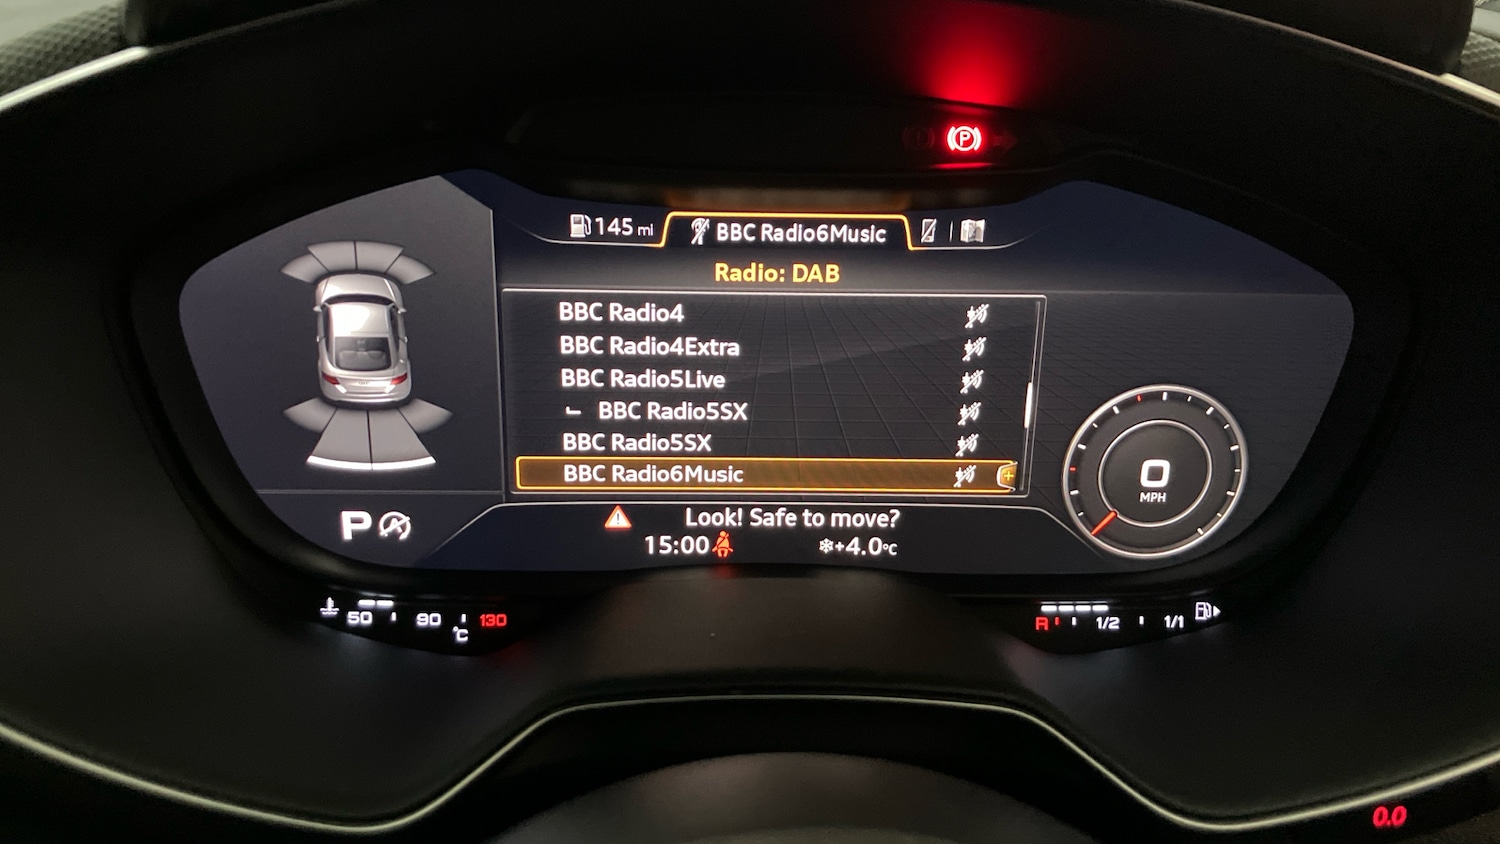 P
145 mi
BBC Radio6Music
Radio: DAB
BBC Radio4
BBC Radio4Extra
BBC Radio5Live
BBC Radio5SX
BBC Radio5SX
BBC Radio6Music
0
MPH
P A
Look! Safe to move?
15:00
+4.0°C
50 90 130
°C
R 1/2 1/1
0.0